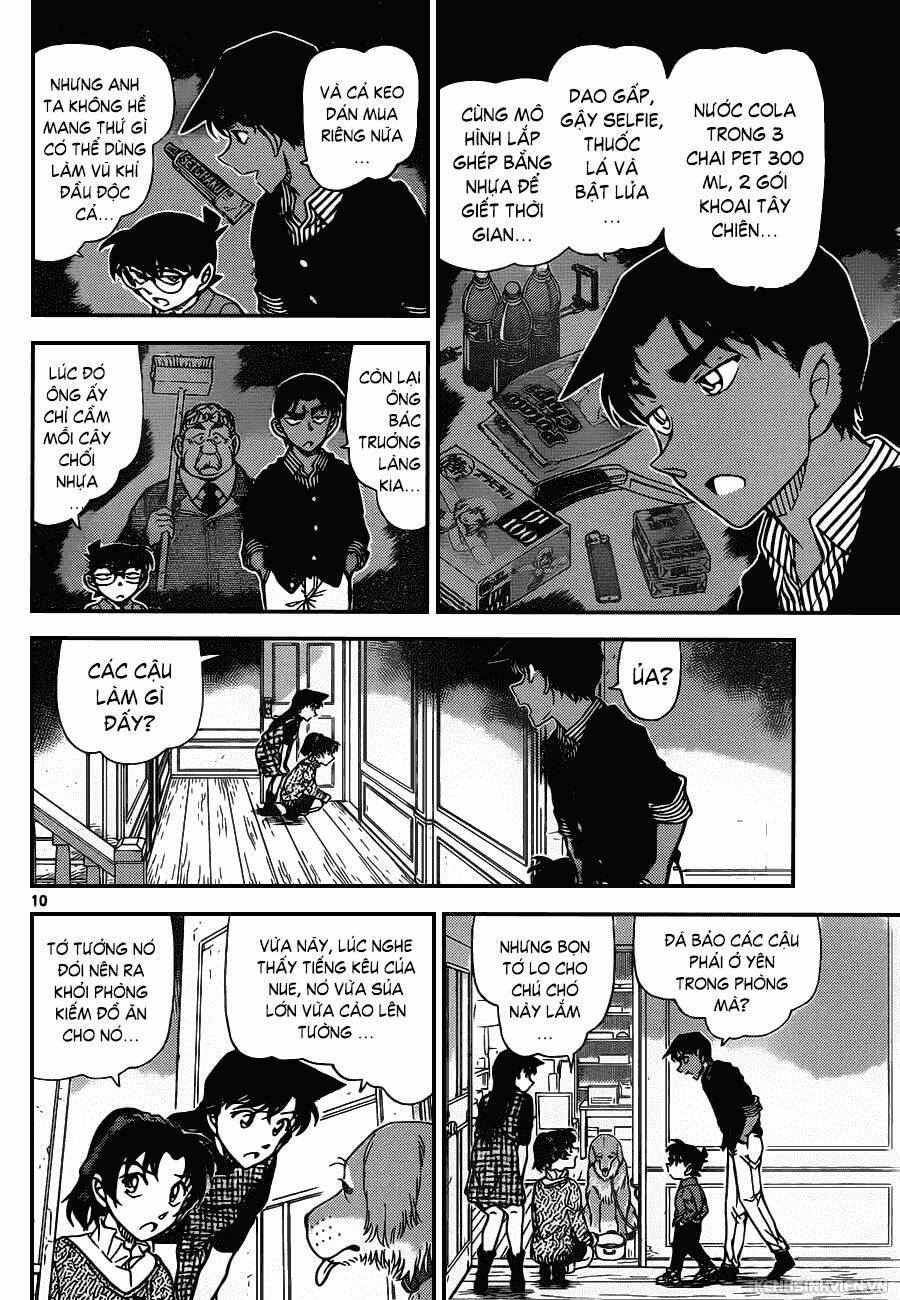 NƯỚC COLA
TRONG 3
CHAI PET 300
ML, 2 GÓI
KHOAI TÂY
CHIÊN...
DAO GẤP,
GẬY SELFIE,
THUỐC
LÁ VÀ
BẬT LỬA
...
CÙNG MÔ
HÌNH LẮP
GHÉP BẰNG
NHỰA ĐỂ
GIẾT THỜI
GIAN...
POTATO
CHIPS
VÀ CẢ KEO
DÁN MUA
RIÊNG NỮA
...
NHƯNG ANH
TA KHÔNG HỀ
MANG THỨ GÌ
CÓ THỂ DÙNG
LÀM VŨ KHÍ
ĐẦU ĐỘC
CẢ...
CÒN LẠI
ÔNG
BÁC
TRƯỞNG
LÀNG
KIA...
LÚC ĐÓ
ÔNG ẤY
CHỈ CẦM
MỖI CÂY
CHỔI
NHỰA
...
ỦA?
CÁC CẬU
LÀM GÌ
ĐẤY?
10
ĐÃ BẢO CÁC CẬU
PHẢI Ở YÊN
TRONG PHÒNG
MÀ?
NHƯNG BỌN
TỚ LO CHO
CHÚ CHÓ
NÀY LẮM
...
VỪA NÃY, LÚC NGHE
THẤY TIẾNG KÊU CỦA
NUE, NÓ VỪA SỦA
LỚN VỪA CÀO LÊN
TƯỜNG ...
TỚ TƯỞNG NÓ
ĐÓI NÊN RA
KHỎI PHÒNG
KIẾM ĐỒ ĂN
CHO NÓ...
KENHSINHVIEN.VN